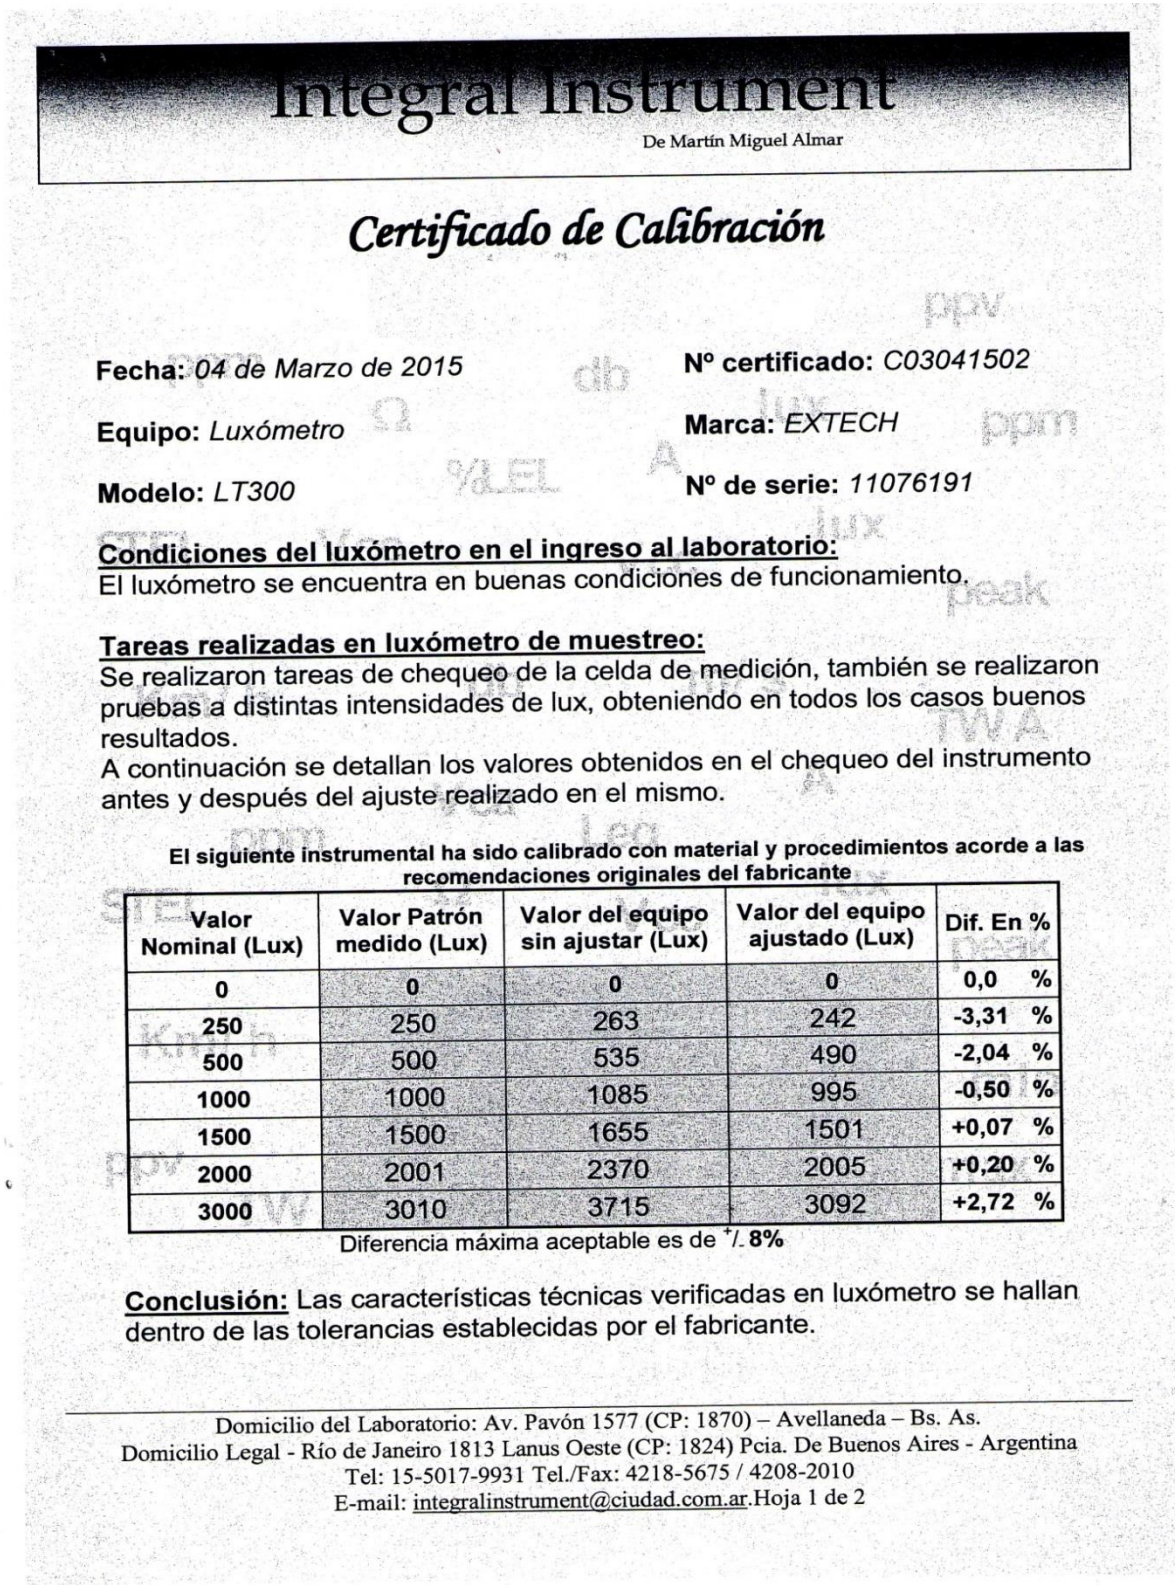 Integral Instrument
De Martín Miguel Almar
Certificado de Calibración
Fecha: 04 de Marzo de 2015 Nº certificado: C03041502
Equipo: Luxómetro Marca: EXTECH
Modelo: LT300 Nº de serie: 11076191
Condiciones del luxómetro en el ingreso al laboratorio:
El luxómetro se encuentra en buenas condiciones de funcionamiento.
Tareas realizadas en luxómetro de muestreo:
Se realizaron tareas de chequeo de la celda de medición, también se realizaron
pruebas a distintas intensidades de lux, obteniendo en todos los casos buenos
resultados.
A continuación se detallan los valores obtenidos en el chequeo del instrumento
antes y después del ajuste realizado en el mismo.
El siguiente instrumental ha sido calibrado con material y procedimientos acorde a las
recomendaciones originales del fabricante
Valor Nominal (Lux) Valor Patrón medido (Lux) Valor del equipo sin ajustar (Lux) Valor del equipo ajustado (Lux) Dif. En %
0 0 0 0 0,0 %
250 250 263 242 -3,31 %
500 500 535 490 -2,04 %
1000 1000 1085 995 -0,50 %
1500 1500 1655 1501 +0,07 %
2000 2001 2370 2005 +0,20 %
3000 3010 3715 3092 +2,72 %
Diferencia máxima aceptable es de +/- 8%
Conclusión: Las características técnicas verificadas en luxómetro se hallan
dentro de las tolerancias establecidas por el fabricante.
Domicilio del Laboratorio: Av. Pavón 1577 (CP: 1870) – Avellaneda – Bs. As.
Domicilio Legal - Río de Janeiro 1813 Lanus Oeste (CP: 1824) Pcia. De Buenos Aires - Argentina
Tel: 15-5017-9931 Tel./Fax: 4218-5675 / 4208-2010
E-mail: integralinstrument@ciudad.com.ar.Hoja 1 de 2